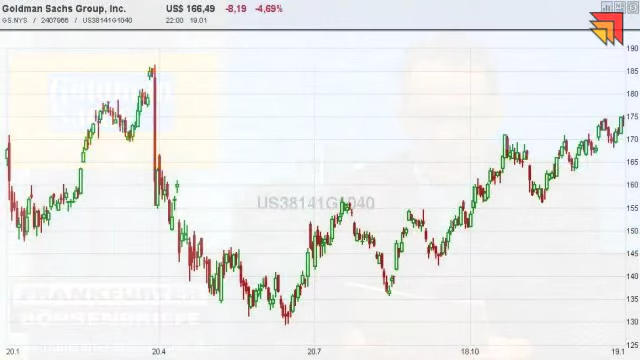 Goldman Sachs Group, Inc. US$ 166,49 -8,19 -4,69%
GS.NYS / 2407966 / US38141G1040 22:00 19.01
190
185
180
175
170
165
160
US38141G1040
155
150
145
140
135
130
125
BÖRSENBRIEFE
20.1 20.4 20.7 18:10 19.1